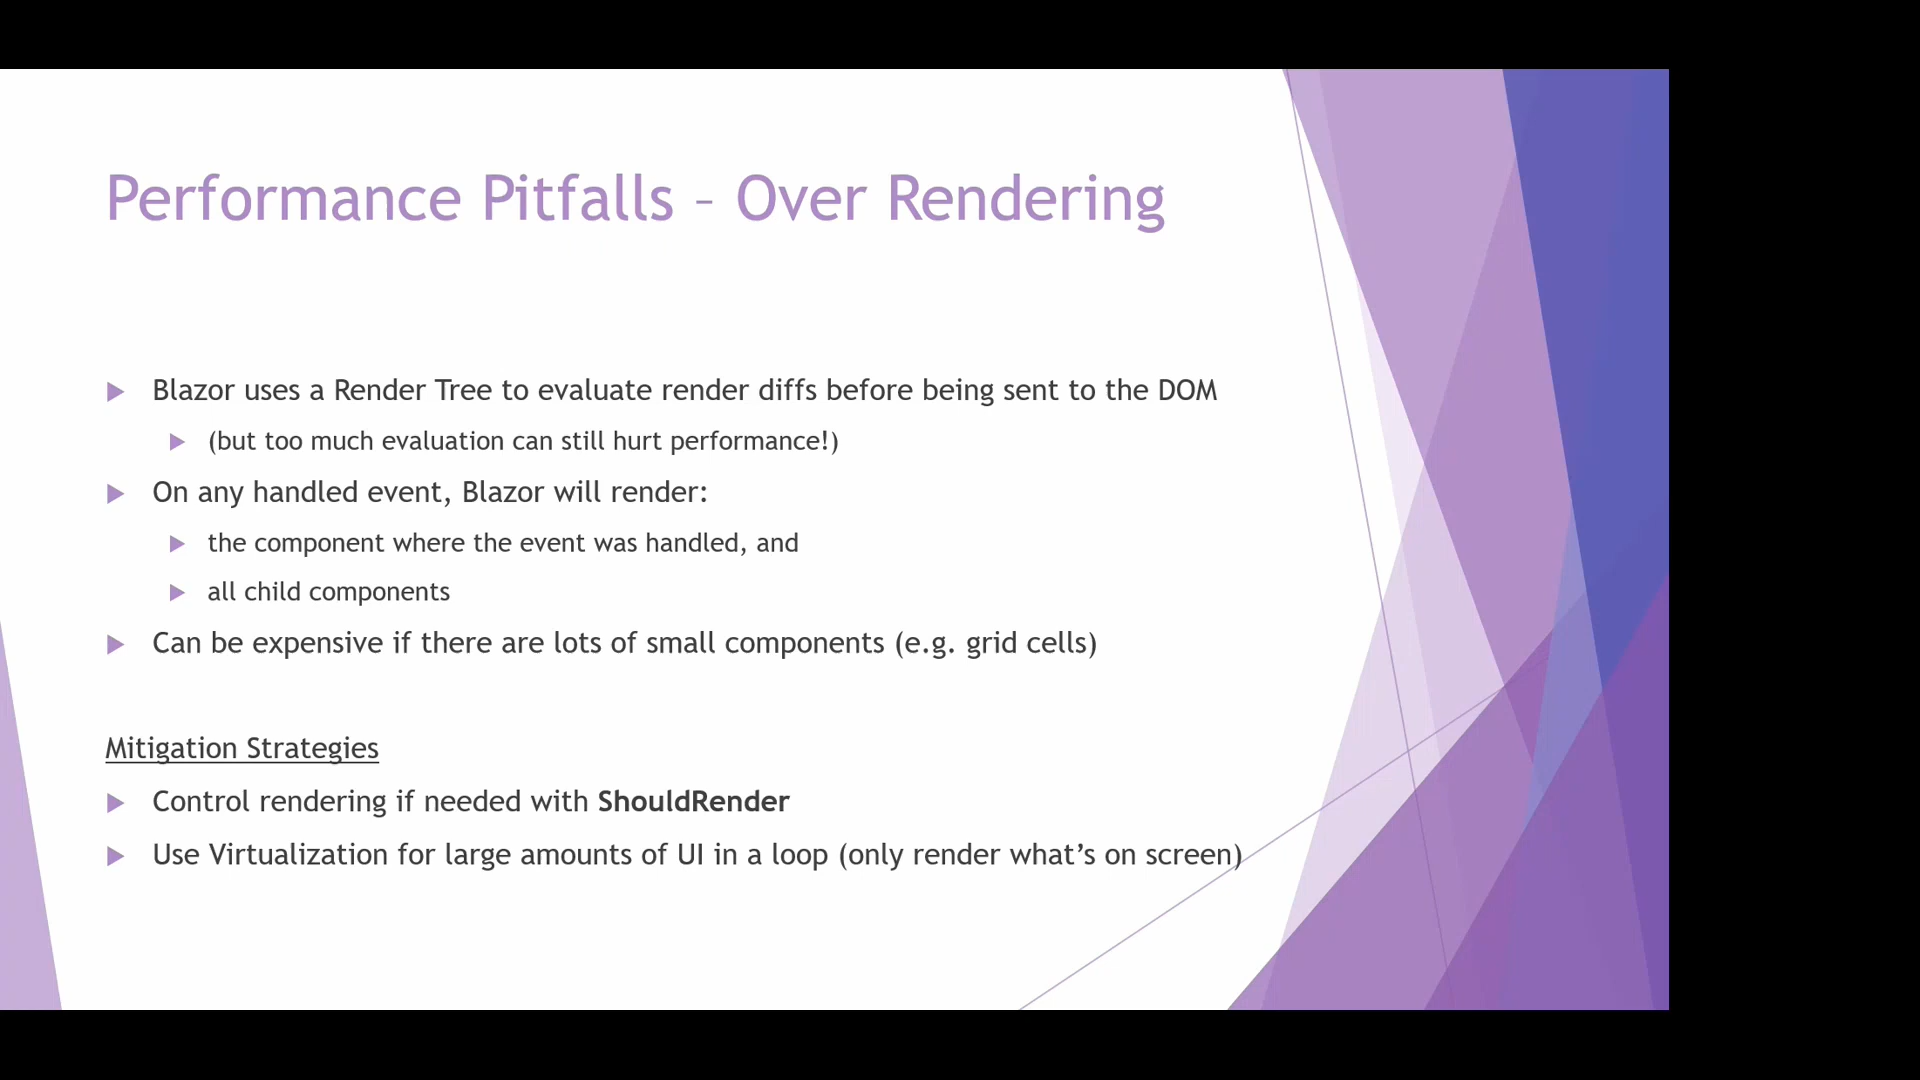 Performance Pitfalls – Over Rendering
Blazor uses a Render Tree to evaluate render diffs before being sent to the DOM
(but too much evaluation can still hurt performance!)
On any handled event, Blazor will render:
the component where the event was handled, and
all child components
Can be expensive if there are lots of small components (e.g. grid cells)
Mitigation Strategies
Control rendering if needed with ShouldRender
Use Virtualization for large amounts of UI in a loop (only render what’s on screen)